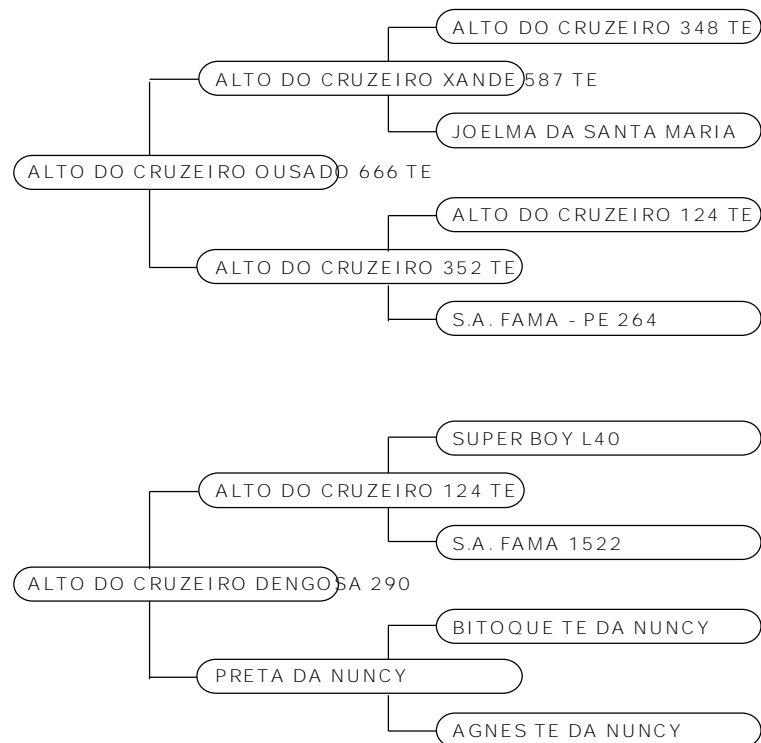 ALTO DO CRUZEIRO 348 TE
ALTO DO CRUZEIRO XANDE 587 TE
JOELMA DA SANTA MARIA
ALTO DO CRUZEIRO OUSADO 666 TE
ALTO DO CRUZEIRO 124 TE
ALTO DO CRUZEIRO 352 TE
S.A. FAMA - PE 264
SUPER BOY L40
ALTO DO CRUZEIRO 124 TE
S.A. FAMA 1522
ALTO DO CRUZEIRO DENGOSA 290
BITOQUE TE DA NUNCY
PRETA DA NUNCY
AGNES TE DA NUNCY